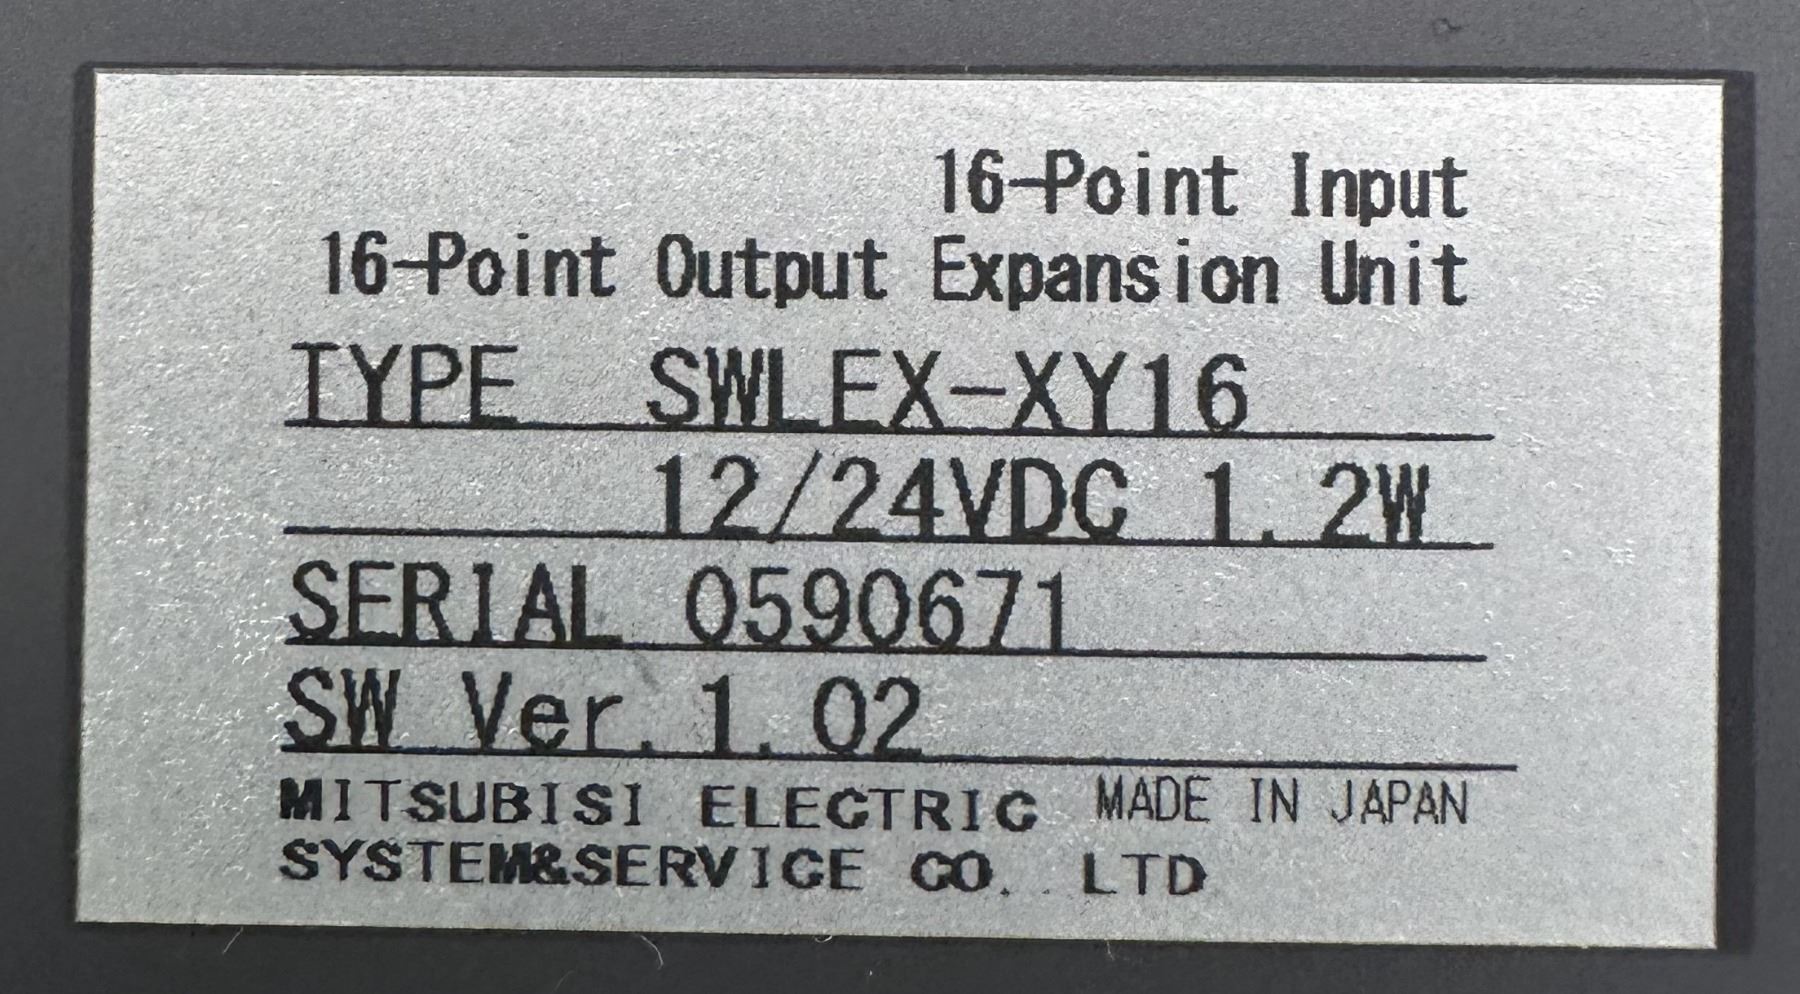 16-Point Input
16-Point Output Expansion Unit
TYPE SWLEX-XY16
12/24VDC 1.2W
SERIAL 0590671
SW Ver.1.02
MITSUBISI ELECTRIC MADE IN JAPAN
SYSTEM&SERVICE CO. LTD